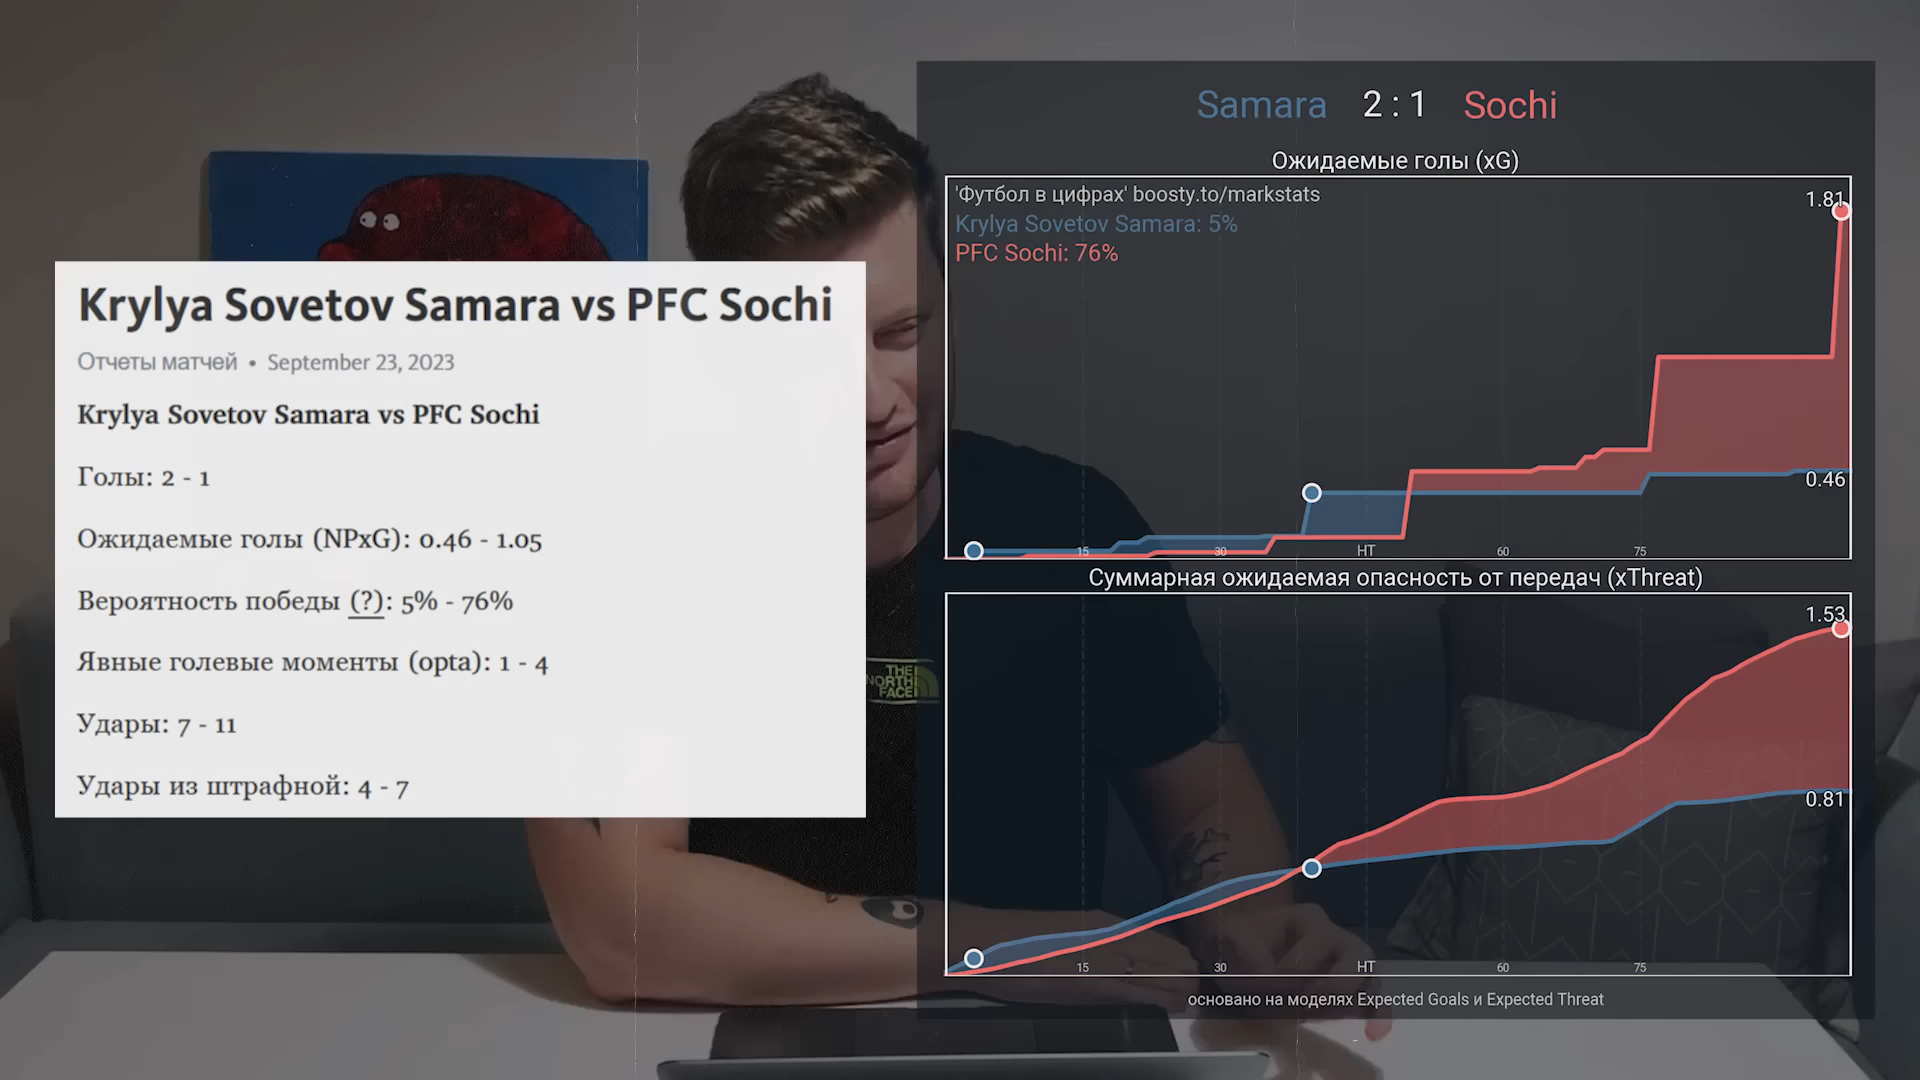 Krylya Sovetov Samara vs PFC Sochi
Отчеты матчей • September 23, 2023
Krylya Sovetov Samara vs PFC Sochi
Голы: 2 - 1
Ожидаемые голы (NPxG): 0.46 - 1.05
Вероятность победы (?): 5% - 76%
Явные голевые моменты (opta): 1 - 4
Удары: 7 - 11
Удары из штрафной: 4 - 7
THE
NORTH
FACE
Samara 2 : 1 Sochi
Ожидаемые голы (xG)
'Футбол в цифрах' boosty.to/markstats
Krylya Sovetov Samara: 5%
PFC Sochi: 76%
1.81
0.46
15 30 HT 60 75
Суммарная ожидаемая опасность от передач (xThreat)
1.53
0.81
15 30 HT 60 75
основано на моделях Expected Goals и Expected Threat